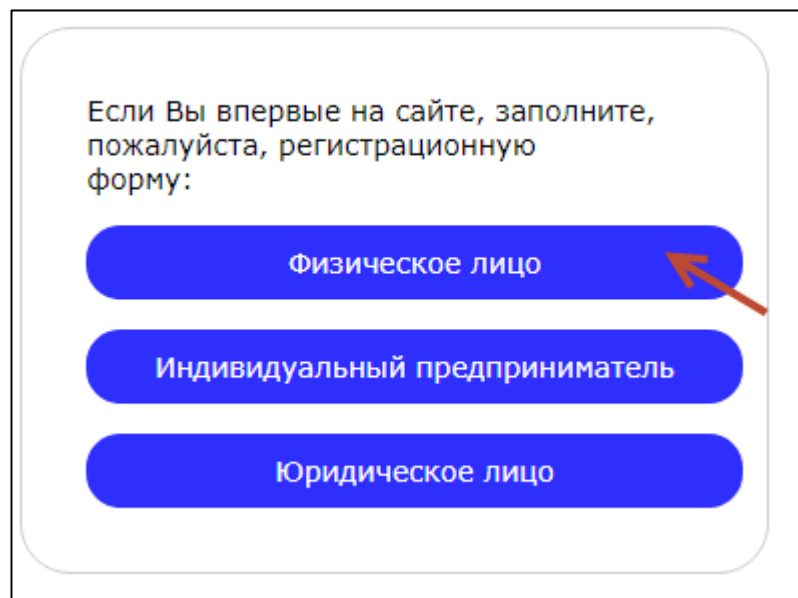 Если Вы впервые на сайте, заполните,
пожалуйста, регистрационную
форму:
Физическое лицо
Индивидуальный предприниматель
Юридическое лицо